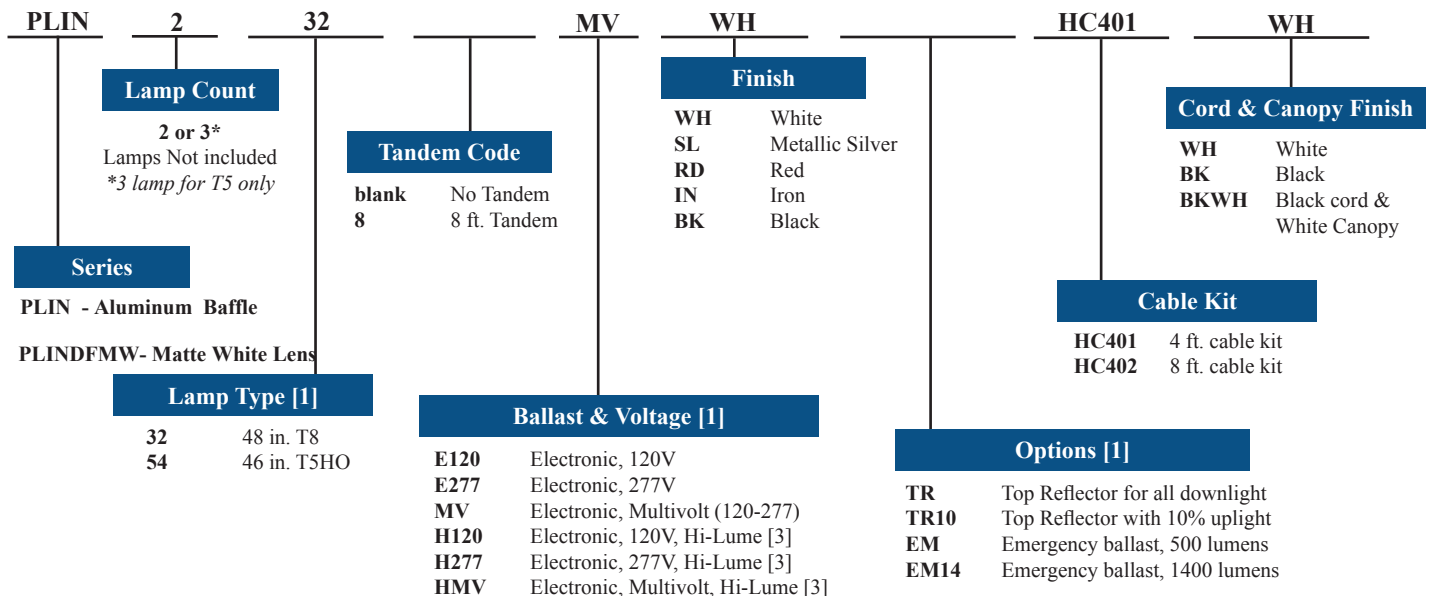 PLIN 2 32 MV WH HC401 WH
Lamp Count
2 or 3*
Lamps Not included
*3 lamp for T5 only
Series
PLIN - Aluminum Baffle
PLINDFMW- Matte White Lens
Lamp Type [1]
32 48 in. T8
54 46 in. T5HO
Tandem Code
blank No Tandem
8 8 ft. Tandem
Ballast & Voltage [1]
E120 Electronic, 120V
E277 Electronic, 277V
MV Electronic, Multivolt (120-277)
H120 Electronic, 120V, Hi-Lume [3]
H277 Electronic, 277V, Hi-Lume [3]
HMV Electronic, Multivolt, Hi-Lume [3]
Finish
WH White
SL Metallic Silver
RD Red
IN Iron
BK Black
Options [1]
TR Top Reflector for all downlight
TR10 Top Reflector with 10% uplight
EM Emergency ballast, 500 lumens
EM14 Emergency ballast, 1400 lumens
Cable Kit
HC401 4 ft. cable kit
HC402 8 ft. cable kit
Cord & Canopy Finish
WH White
BK Black
BKWH Black cord &
White Canopy